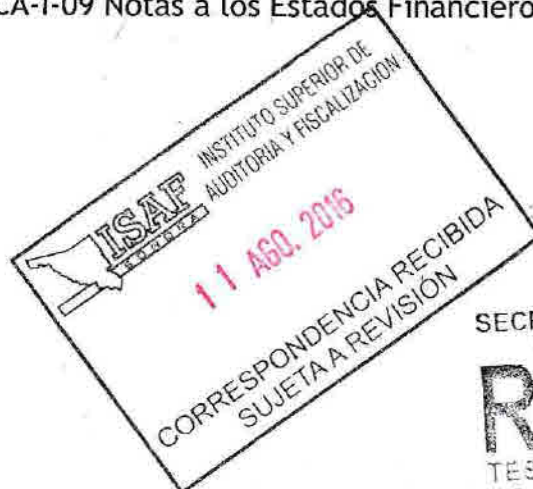 CA-I-09 Notas a los Estados Financiero
INSTITUTO SUPERIOR DE
AUDITORIA Y FISCALIZACION
ISAF
SONORA
11 AGO. 2016
CORRESPONDENCIA RECIBIDA
SUJETA A REVISIÓN
SECR
R
TES